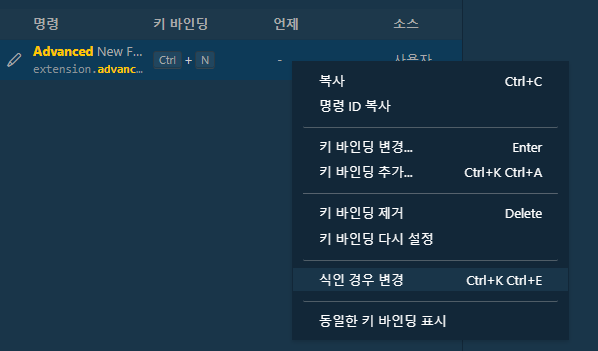 명령 키 바인딩 언제 소스
Advanced New F...
extension.advanc...
Ctrl + N
-
사용자
복사 Ctrl+C
명령 ID 복사
키 바인딩 변경... Enter
키 바인딩 추가... Ctrl+K Ctrl+A
키 바인딩 제거 Delete
키 바인딩 다시 설정
식인 경우 변경 Ctrl+K Ctrl+E
동일한 키 바인딩 표시